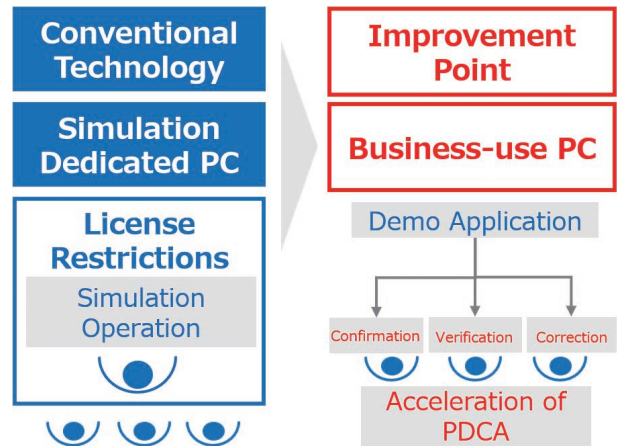 Conventional
Technology
Simulation
Dedicated PC
License
Restrictions
Simulation
Operation
Improvement
Point
Business-use PC
Demo Application
Confirmation
Verification
Correction
Acceleration of
PDCA